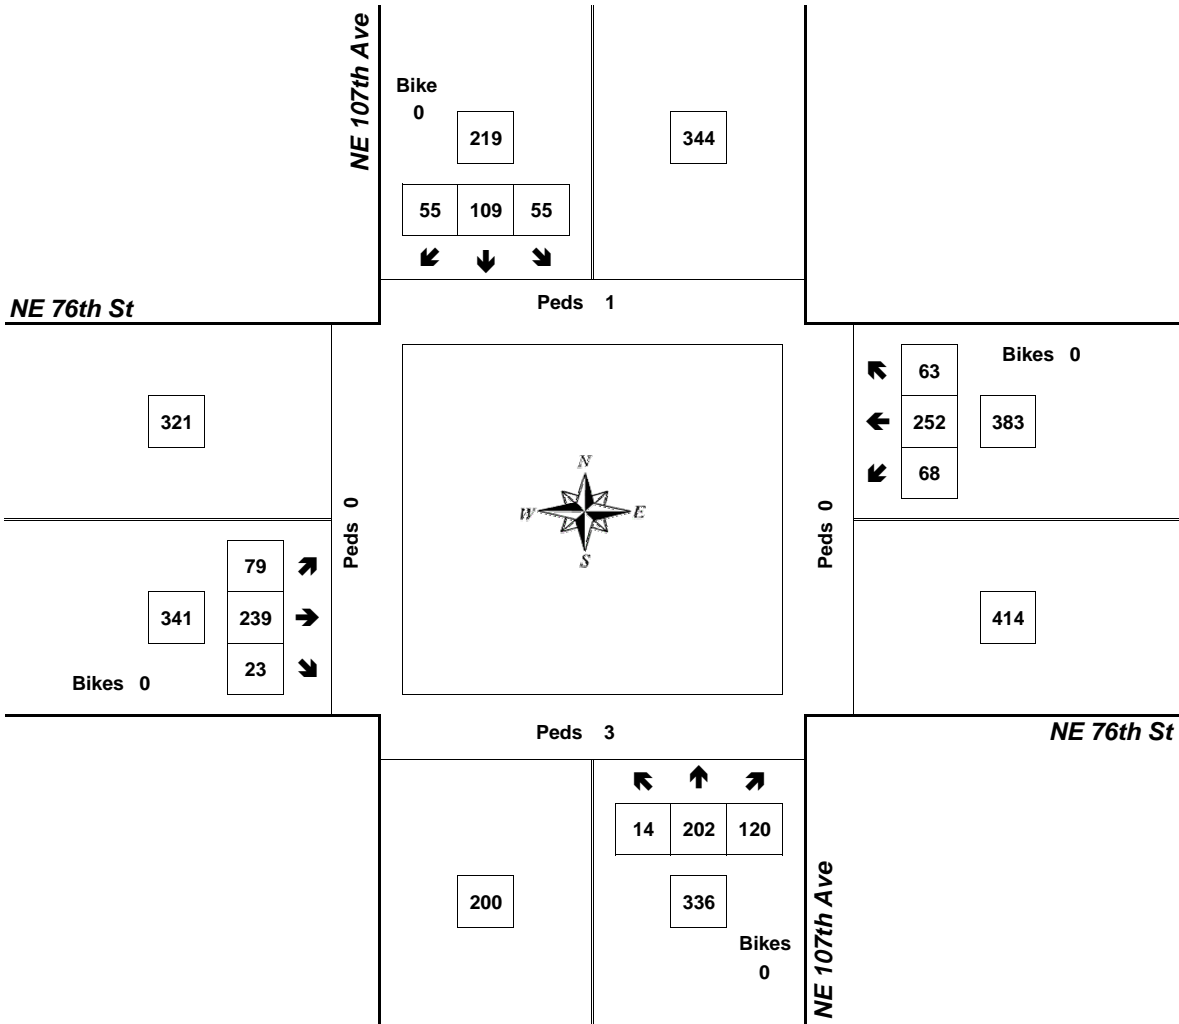 NE 107th Ave
Bike
0
219
344
55 109 55
Peds 1
NE 76th St
63
Bikes 0
321
252
383
68
N
W E
S
Peds 0
Peds 0
79
341
239
414
23
Bikes 0
Peds 3
NE 76th St
14 202 120
200
336
Bikes
0
NE 107th Ave